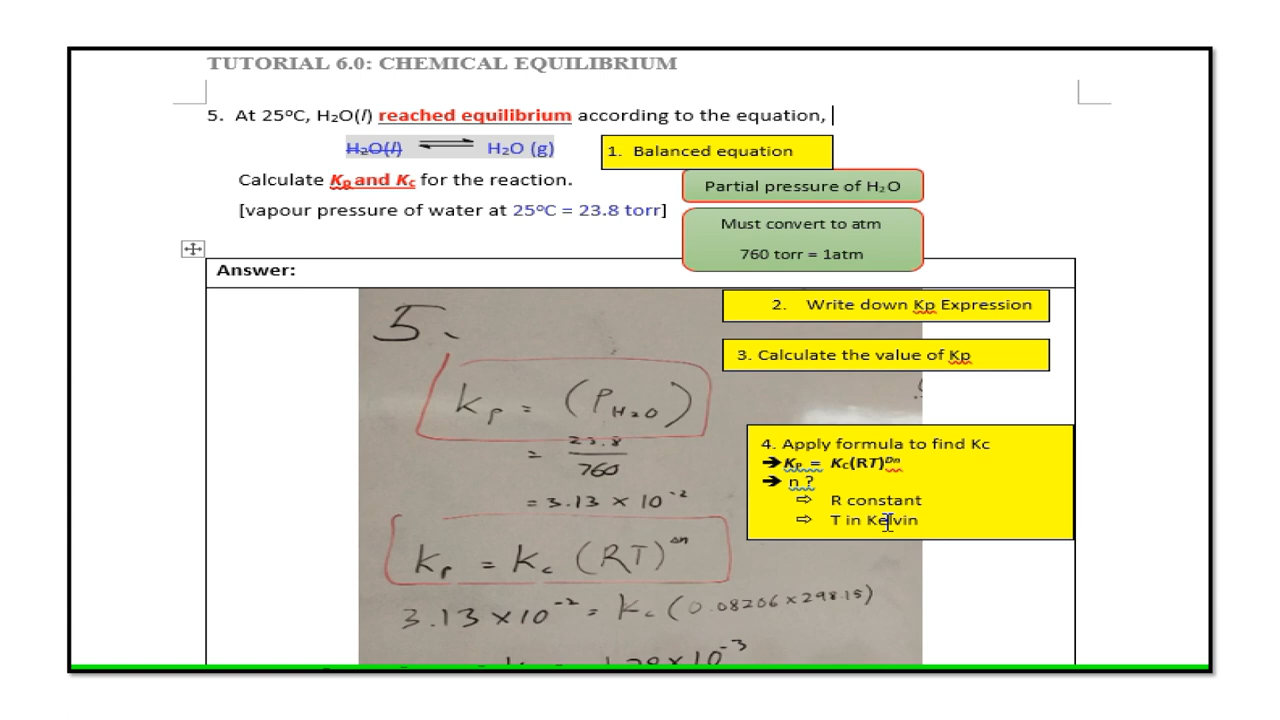 TUTORIAL 6.0: CHEMICAL EQUILIBRIUM
5. At 25°C, H₂O(l) reached equilibrium according to the equation,
H₂O(l) ⇌ H₂O (g)
1. Balanced equation
Calculate Kp and Kc for the reaction.
Partial pressure of H₂O
[vapour pressure of water at 25°C = 23.8 torr]
Must convert to atm
760 torr = 1atm
Answer:
2. Write down Kp Expression
5.
3. Calculate the value of Kp
Kp = (P H₂O)
= 23.8
760
= 3.13 × 10⁻²
4. Apply formula to find Kc
➔ Kp = Kc(RT)ᴰⁿ
➔ n ?
⇨ R constant
⇨ T in Kelvin
Kp = Kc (RT)^Δn
3.13 × 10⁻² = Kc (0.08206 × 298.15)
× 10⁻³